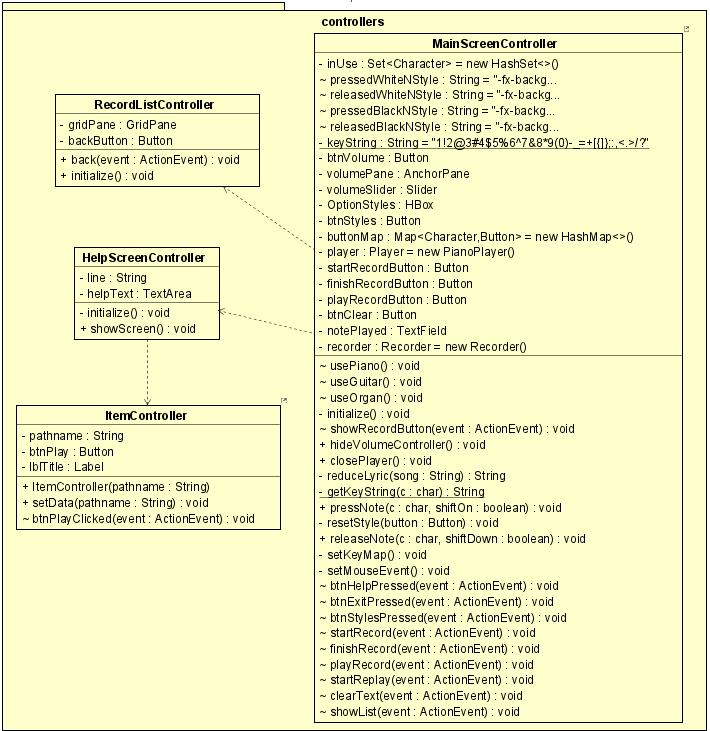 controllers
RecordListController
- gridPane : GridPane
- backButton : Button
+ back(event : ActionEvent) : void
+ initialize() : void
HelpScreenController
- line : String
- helpText : TextArea
- initialize() : void
+ showScreen() : void
ItemController
- pathname : String
- btnPlay : Button
- lblTitle : Label
+ ItemController(pathname : String)
+ setData(pathname : String) : void
~ btnPlayClicked(event : ActionEvent) : void
MainScreenController
- inUse : Set<Character> = new HashSet<>()
~ pressedWhiteNStyle : String = "-fx-backg...
~ releasedWhiteNStyle : String = "-fx-backg...
~ pressedBlackNStyle : String = "-fx-backg...
~ releasedBlackNStyle : String = "-fx-backg...
- keyString : String = "1!2@3#4$5%6^7&8*9(0)-_=+[{]};:,<.>/?"
- btnVolume : Button
- volumePane : AnchorPane
- volumeSlider : Slider
- OptionStyles : HBox
- btnStyles : Button
- buttonMap : Map<Character,Button> = new HashMap<>()
- player : Player = new PianoPlayer()
- startRecordButton : Button
- finishRecordButton : Button
- playRecordButton : Button
- btnClear : Button
- notePlayed : TextField
- recorder : Recorder = new Recorder()
~ usePiano() : void
~ useGuitar() : void
~ useOrgan() : void
- initialize() : void
~ showRecordButton(event : ActionEvent) : void
+ hideVolumeController() : void
+ closePlayer() : void
- reduceLyric(song : String) : String
- getKeyString(c : char) : String
+ pressNote(c : char, shiftOn : boolean) : void
- resetStyle(button : Button) : void
+ releaseNote(c : char, shiftDown : boolean) : void
- setKeyMap() : void
- setMouseEvent() : void
~ btnHelpPressed(event : ActionEvent) : void
~ btnExitPressed(event : ActionEvent) : void
~ btnStylesPressed(event : ActionEvent) : void
~ startRecord(event : ActionEvent) : void
~ finishRecord(event : ActionEvent) : void
~ playRecord(event : ActionEvent) : void
~ startReplay(event : ActionEvent) : void
~ clearText(event : ActionEvent) : void
~ showList(event : ActionEvent) : void